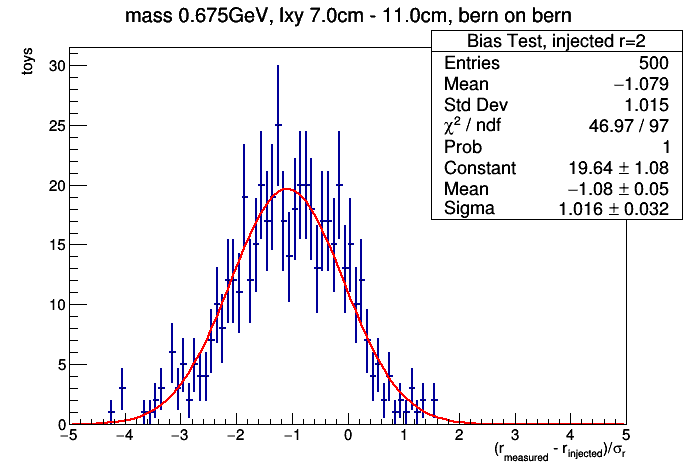 mass 0.675GeV, lxy 7.0cm - 11.0cm, bern on bern
Bias Test, injected r=2
Entries 500
Mean −1.079
Std Dev 1.015
χ² / ndf 46.97 / 97
Prob 1
Constant 19.64 ± 1.08
Mean −1.08 ± 0.05
Sigma 1.016 ± 0.032
toys
30
25
20
15
10
5
0
−5 −4 −3 −2 −1 0 1 2 3 4 5
(r_measured - r_injected)/σ_r